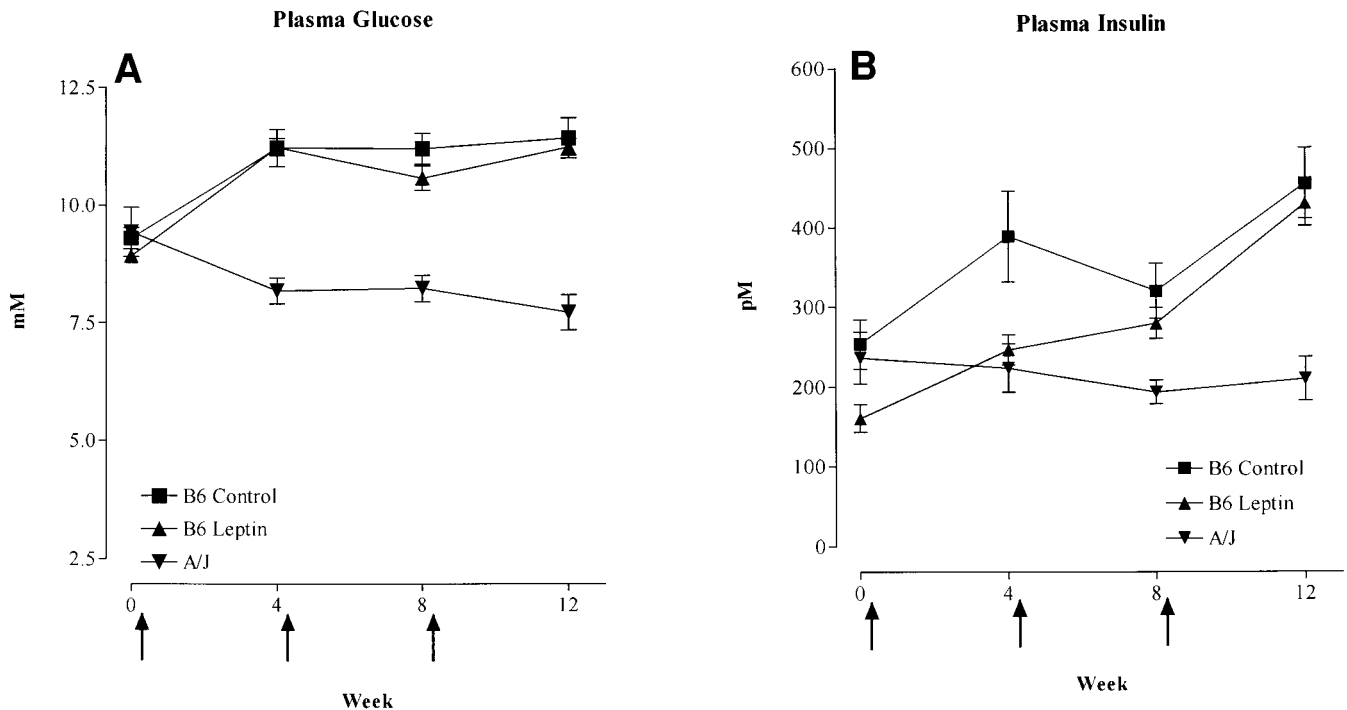 Plasma Glucose
A
12.5
10.0
7.5
5.0
2.5
mM
B6 Control
B6 Leptin
A/J
0 4 8 12
Week
Plasma Insulin
B
600
500
400
300
200
100
0
pM
B6 Control
B6 Leptin
A/J
0 4 8 12
Week